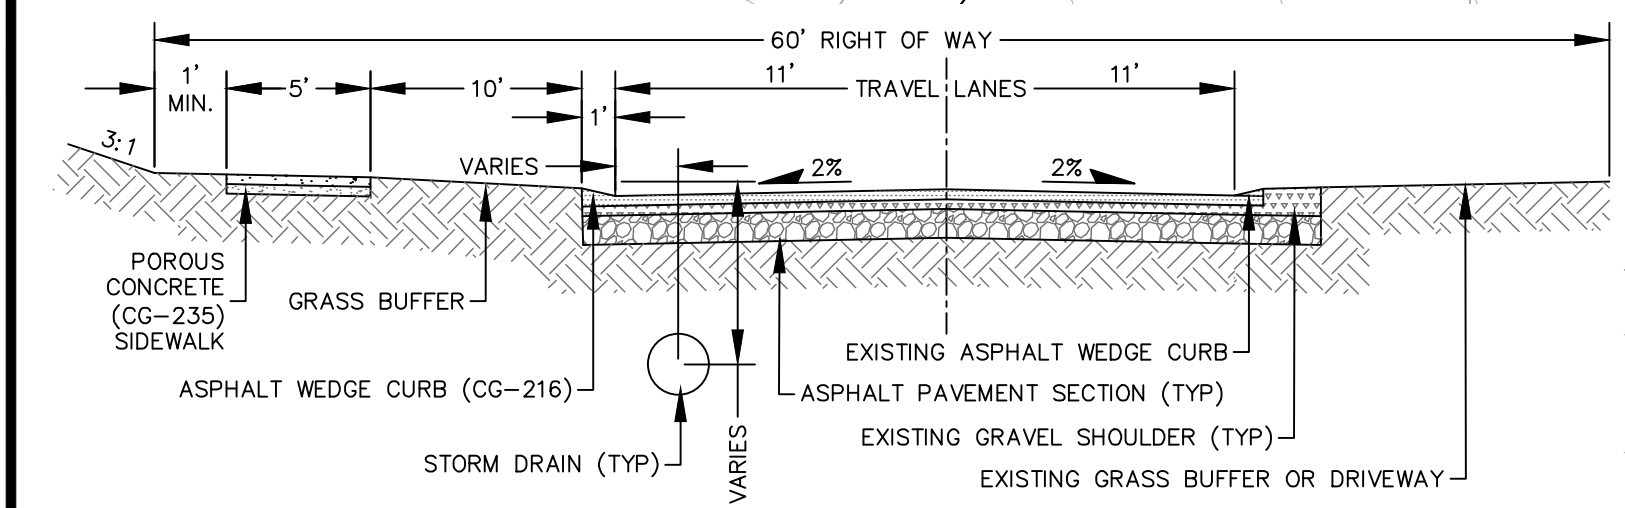 60' RIGHT OF WAY
1'
MIN.
5'
10'
11'
TRAVEL LANES
11'
1'
3:1
VARIES
2%
2%
POROUS
CONCRETE
(CG-235)
SIDEWALK
GRASS BUFFER
EXISTING ASPHALT WEDGE CURB
ASPHALT WEDGE CURB (CG-216)
ASPHALT PAVEMENT SECTION (TYP)
EXISTING GRAVEL SHOULDER (TYP)
STORM DRAIN (TYP)
VARIES
EXISTING GRASS BUFFER OR DRIVEWAY